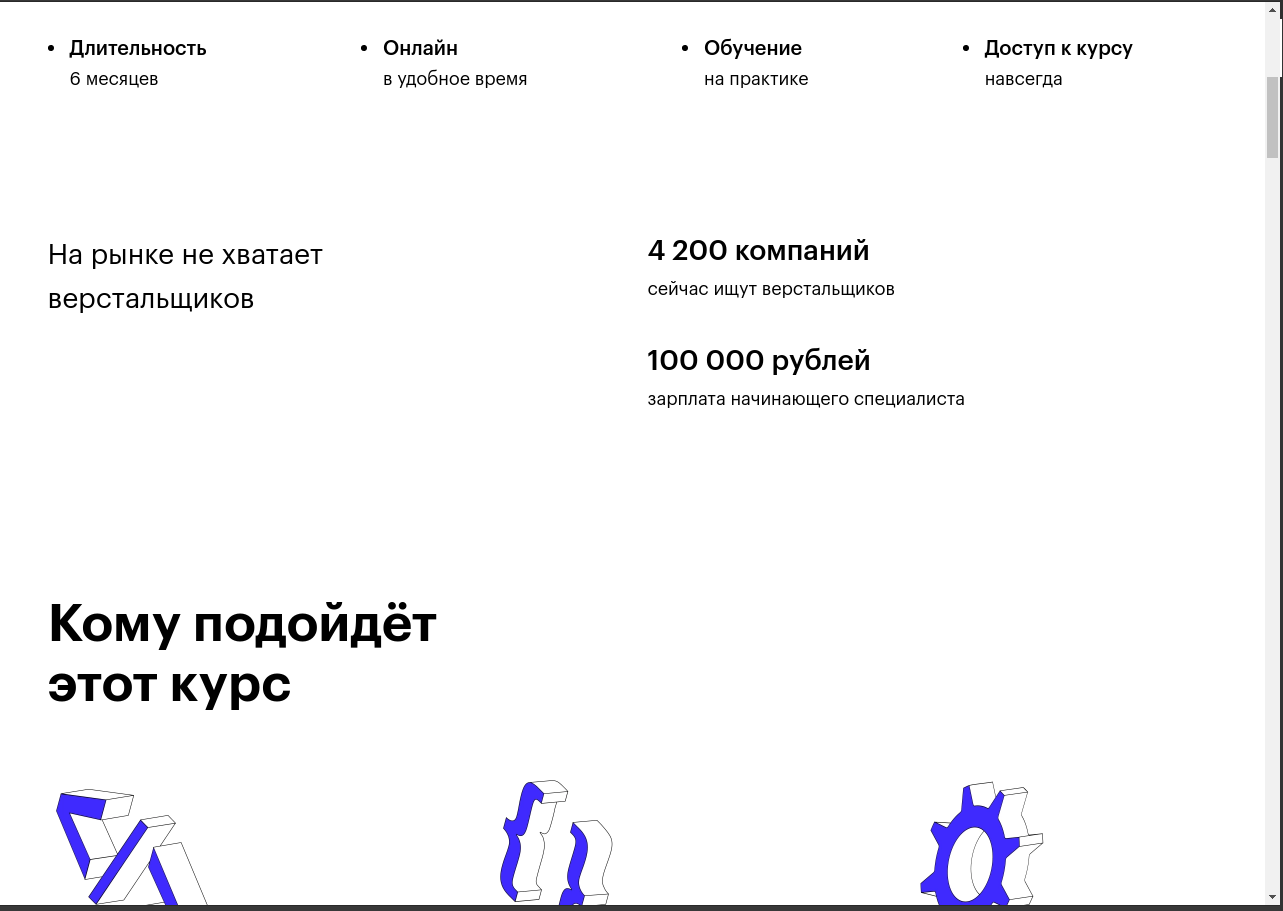 Длительность
6 месяцев
Онлайн
в удобное время
Обучение
на практике
Доступ к курсу
навсегда
На рынке не хватает
верстальщиков
4 200 компаний
сейчас ищут верстальщиков
100 000 рублей
зарплата начинающего специалиста
Кому подойдёт
этот курс